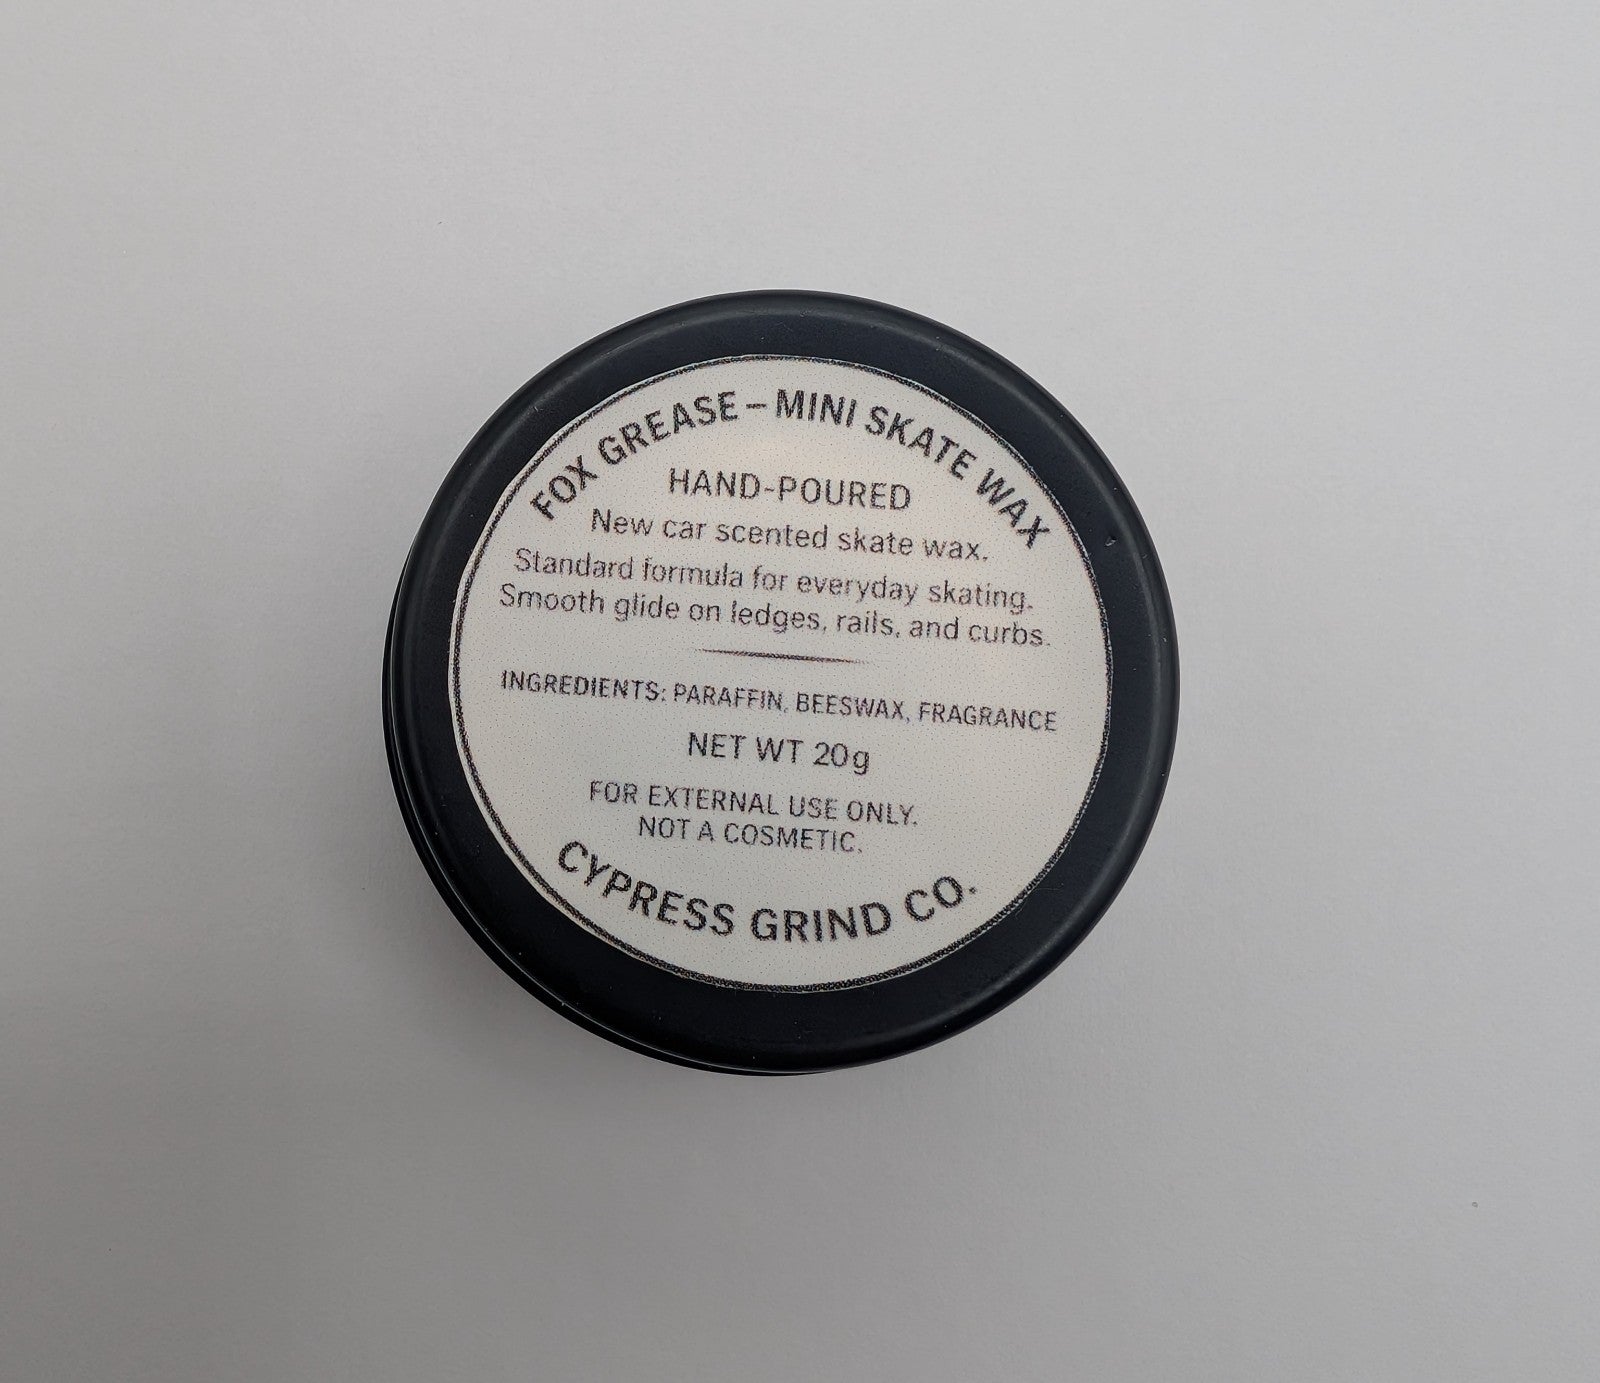 FOX GREASE – MINI SKATE WAX
HAND-POURED
New car scented skate wax.
Standard formula for everyday skating.
Smooth glide on ledges, rails, and curbs.
INGREDIENTS: PARAFFIN, BEESWAX, FRAGRANCE
NET WT 20g
FOR EXTERNAL USE ONLY.
NOT A COSMETIC.
CYPRESS GRIND CO.